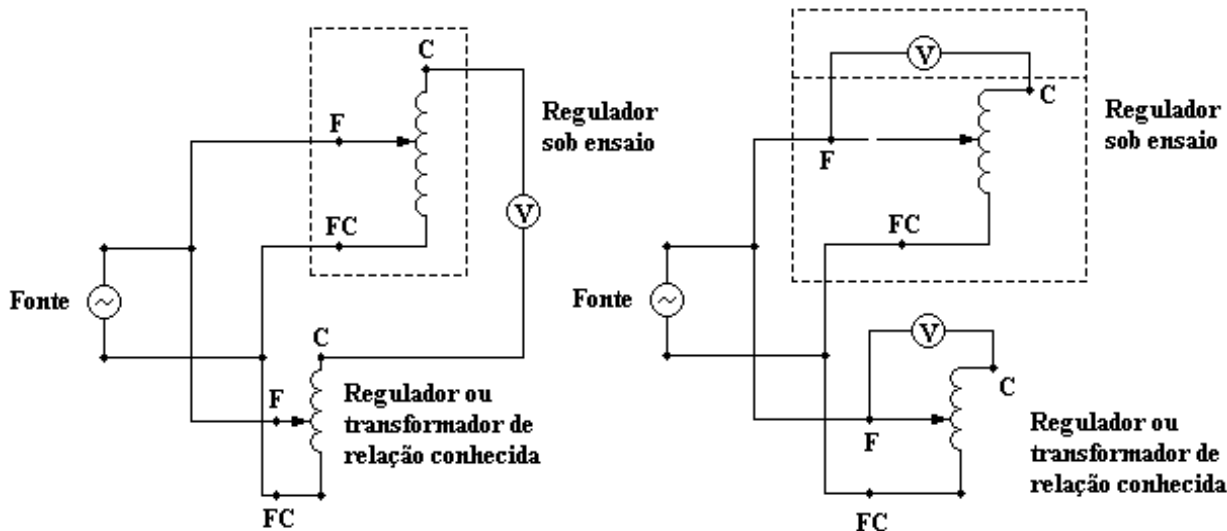 C
V
F
Regulador
sob ensaio
FC
V
Fonte
~
C
F
Regulador ou
transformador de
relação conhecida
FC
V
C
Regulador
sob ensaio
F
FC
Fonte
~
V
C
F
Regulador ou
transformador de
relação conhecida
FC